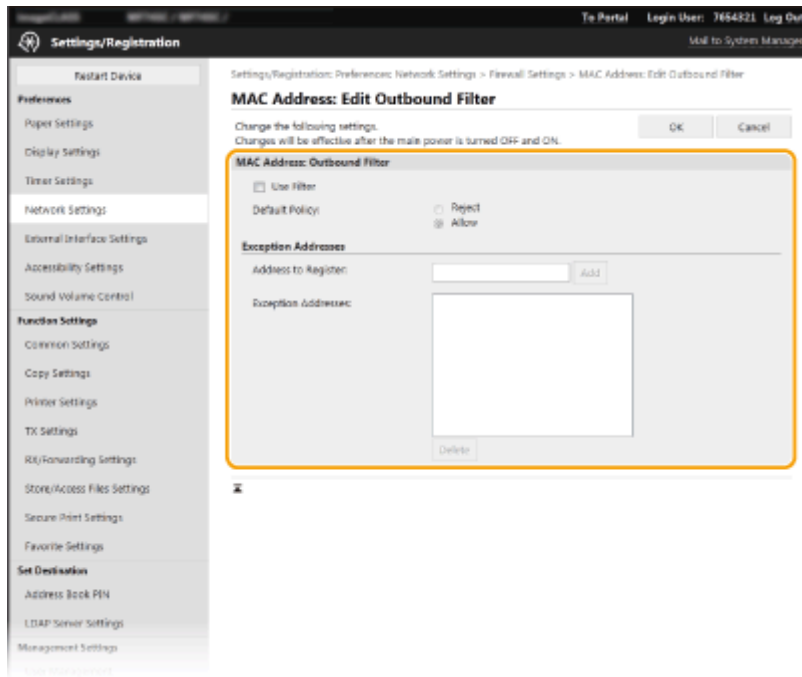 To Portal Login User: 7654321 Log Ou
Settings/Registration
Mail to System Manager
Restart Device
Settings/Registration: Preferences: Network Settings > Firewall Settings > MAC Address: Edit Outbound Filter
Preferences
MAC Address: Edit Outbound Filter
Paper Settings
Change the following settings.
Changes will be effective after the main power is turned OFF and ON.
OK
Cancel
Display Settings
MAC Address: Outbound Filter
Timer Settings
Use Filter
Network Settings
Default Policy:
Reject
Allow
External Interface Settings
Exception Addresses
Accessibility Settings
Address to Register:
Add
Sound Volume Control
Exception Addresses:
Function Settings
Common Settings
Copy Settings
Printer Settings
TX Settings
Delete
RX/Forwarding Settings
Store/Access Files Settings
Secure Print Settings
Favorite Settings
Set Destination
Address Book PIN
LDAP Server Settings
Management Settings